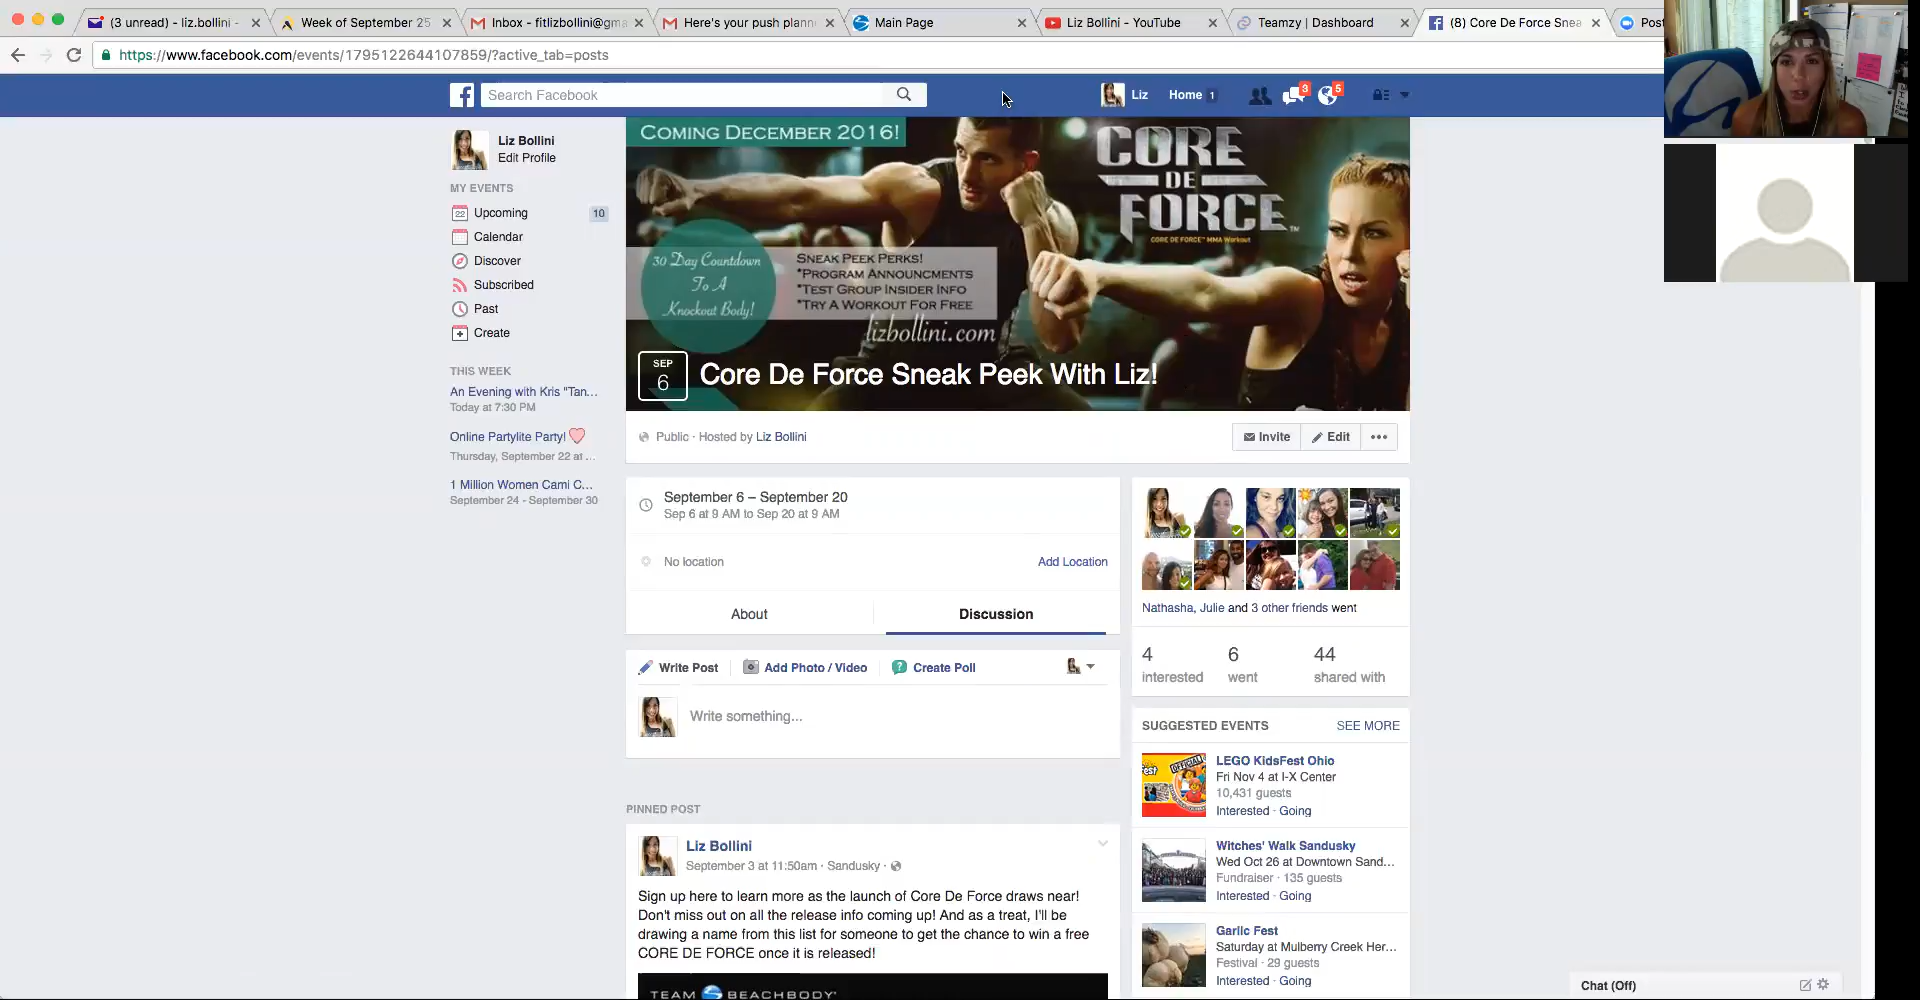 (3 unread) - liz.bollini -
Week of September 25
Inbox - fitlizbollini@gma
Here's your push plann
Main Page
Liz Bollini - YouTube
Teamzy | Dashboard
(8) Core De Force Snea
Post
https://www.facebook.com/events/1795122644107859/?active_tab=posts
Search Facebook
Liz
Home 1
3
5
Liz Bollini
Edit Profile
MY EVENTS
22
Upcoming
10
Calendar
Discover
Subscribed
Past
Create
THIS WEEK
An Evening with Kris "Tan...
Today at 7:30 PM
Online Partylite Party!
Thursday, September 22 at ...
1 Million Women Cami C...
September 24 - September 30
COMING DECEMBER 2016!
CORE
DE
FORCE™
CORE DE FORCE™ MMA Workout
30 Day Countdown
To A
Knockout Body!
SNEAK PEEK PERKS!
*PROGRAM ANNOUNCMENTS
*TEST GROUP INSIDER INFO
*TRY A WORKOUT FOR FREE
lizbollini.com
SEP
6
Core De Force Sneak Peek With Liz!
Public · Hosted by Liz Bollini
Invite
Edit
September 6 – September 20
Sep 6 at 9 AM to Sep 20 at 9 AM
No location
Add Location
About
Discussion
Write Post
Add Photo / Video
Create Poll
Write something...
PINNED POST
Liz Bollini
September 3 at 11:50am · Sandusky ·
Sign up here to learn more as the launch of Core De Force draws near!
Don't miss out on all the release info coming up! And as a treat, I'll be
drawing a name from this list for someone to get the chance to win a free
CORE DE FORCE once it is released!
TEAM BEACHBODY
Nathasha, Julie and 3 other friends went
4
interested
6
went
44
shared with
SUGGESTED EVENTS
SEE MORE
LEGO KidsFest Ohio
Fri Nov 4 at I-X Center
10,431 guests
Interested · Going
Witches' Walk Sandusky
Wed Oct 26 at Downtown Sand...
Fundraiser · 135 guests
Interested · Going
Garlic Fest
Saturday at Mulberry Creek Her...
Festival · 29 guests
Interested · Going
Chat (Off)